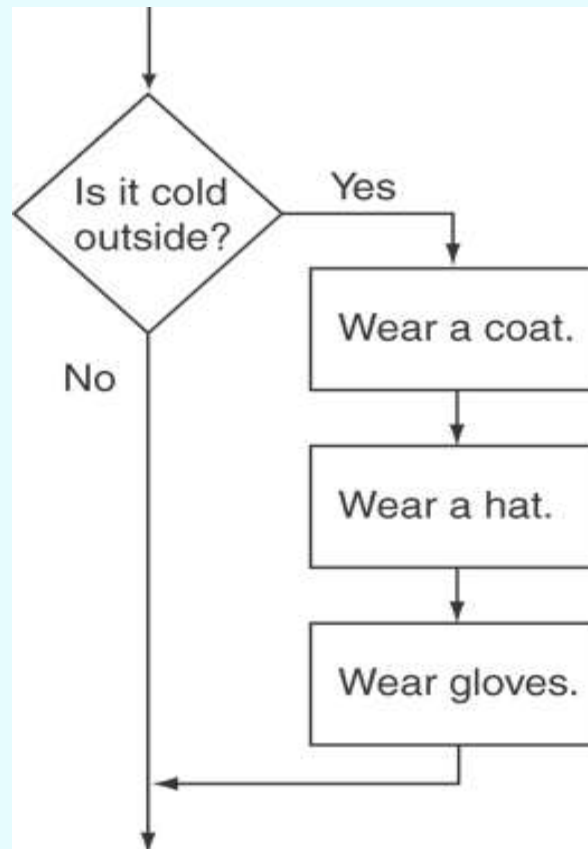 Is it cold
outside?
Yes
Wear a coat.
No
Wear a hat.
Wear gloves.